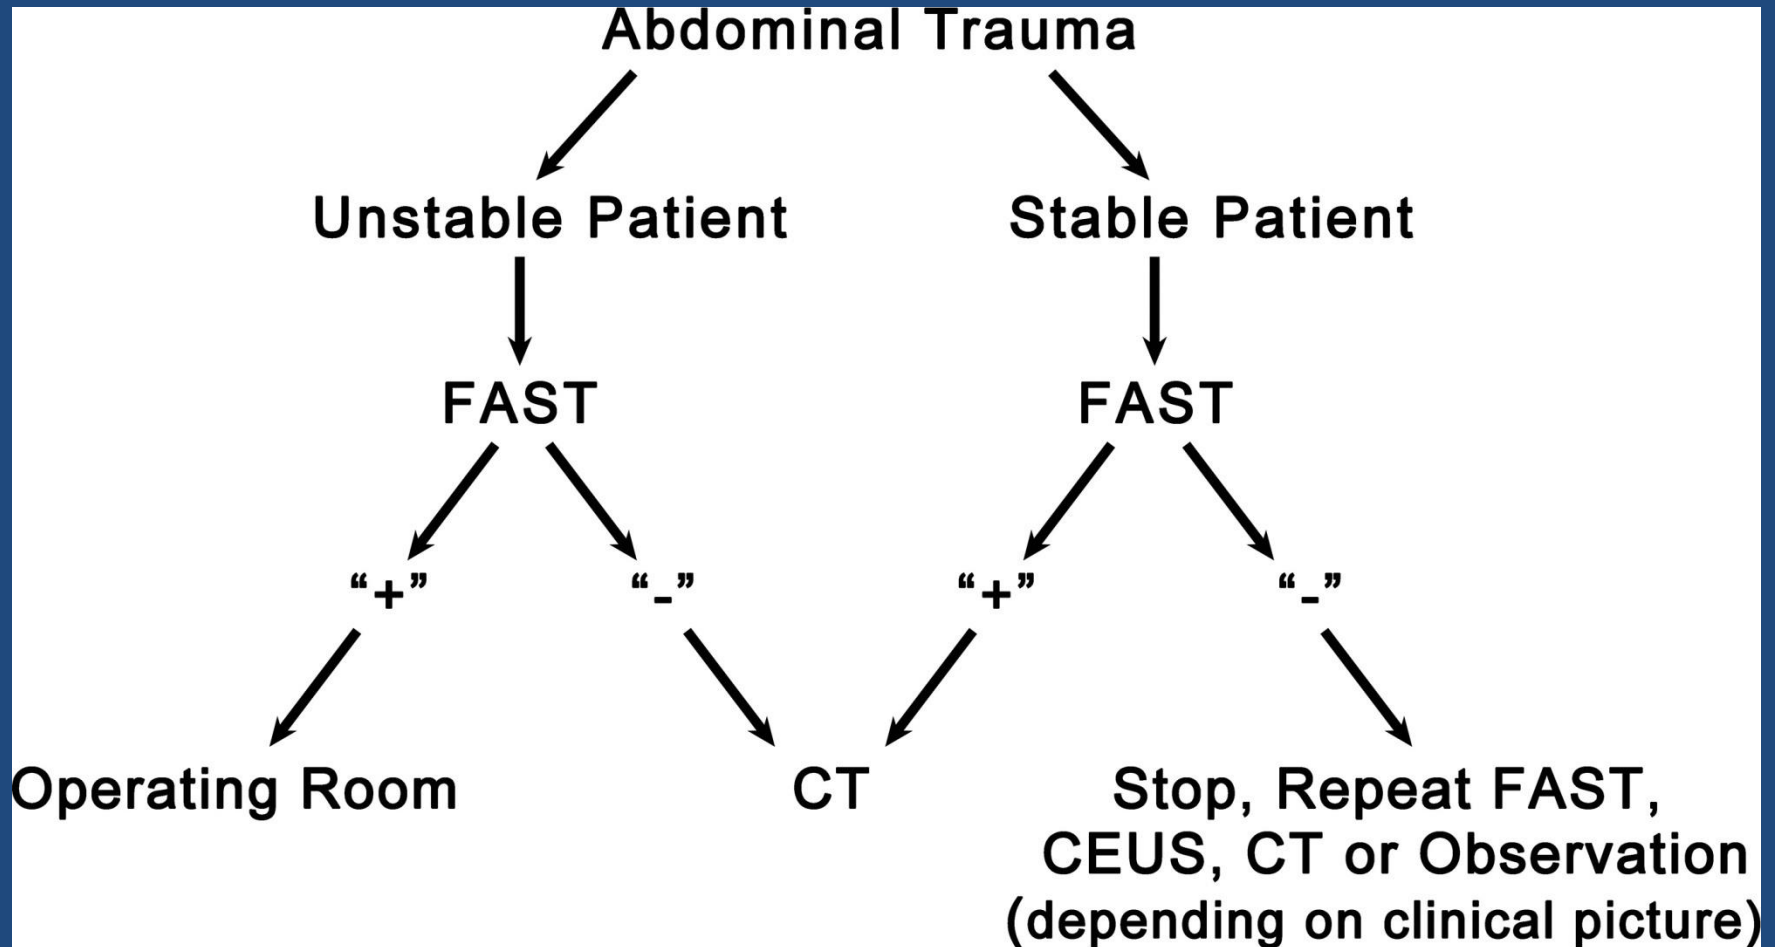 Abdominal Trauma
Unstable Patient
Stable Patient
FAST
FAST
“+”
“-”
“+”
“-”
Operating Room
CT
Stop, Repeat FAST,
CEUS, CT or Observation
(depending on clinical picture)